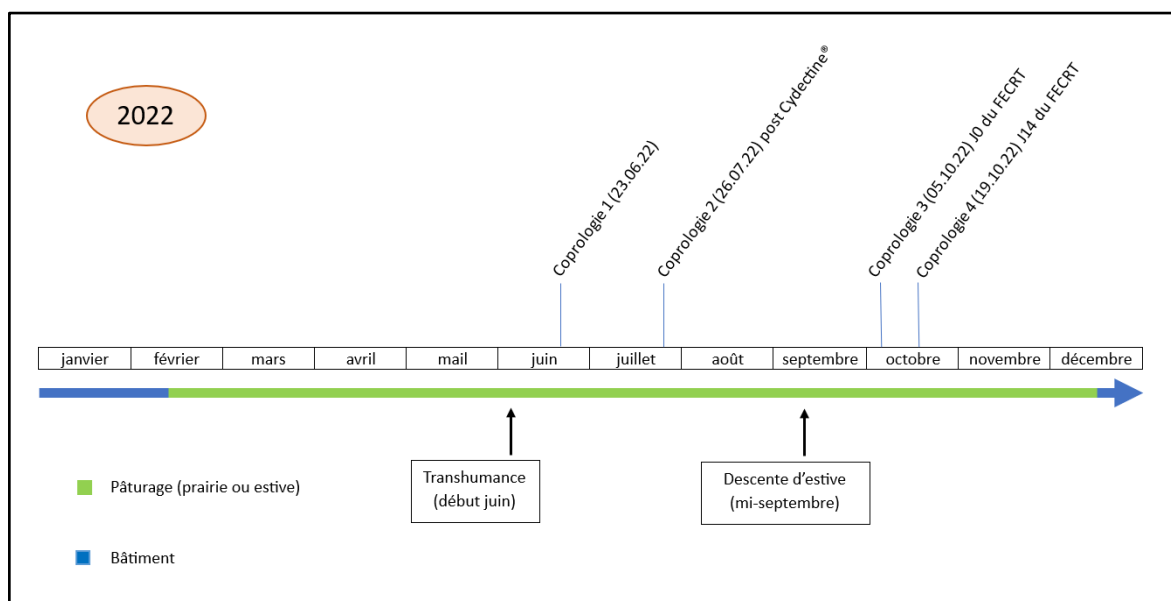 2022
Coprologie 1 (23.06.22)
Coprologie 2 (26.07.22) post Cydectine®
Coprologie 3 (05.10.22) J0 du FECRT
Coprologie 4 (19.10.22) J14 du FECRT
janvier février mars avril mail juin juillet août septembre octobre novembre décembre
Transhumance
(début juin)
Descente d’estive
(mi-septembre)
Pâturage (prairie ou estive)
Bâtiment